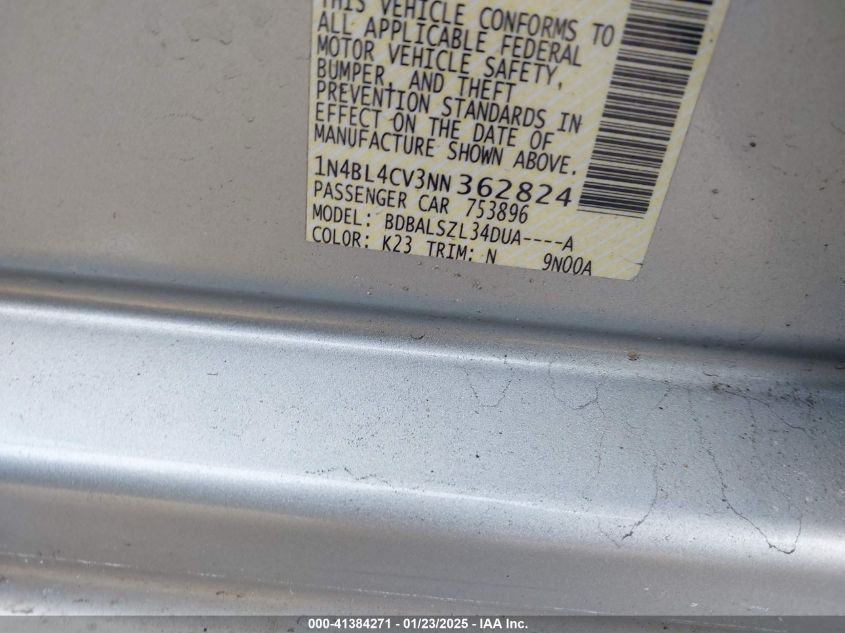 THIS VEHICLE CONFORMS TO
ALL APPLICABLE FEDERAL
MOTOR VEHICLE SAFETY,
BUMPER, AND THEFT
PREVENTION STANDARDS IN
EFFECT ON THE DATE OF
MANUFACTURE SHOWN ABOVE.
1N4BL4CV3NN362824
PASSENGER CAR 753896
MODEL: BDBALSZL34DUA----A
COLOR: K23 TRIM: N 9N00A
000-41384271 - 01/23/2025 - IAA Inc.